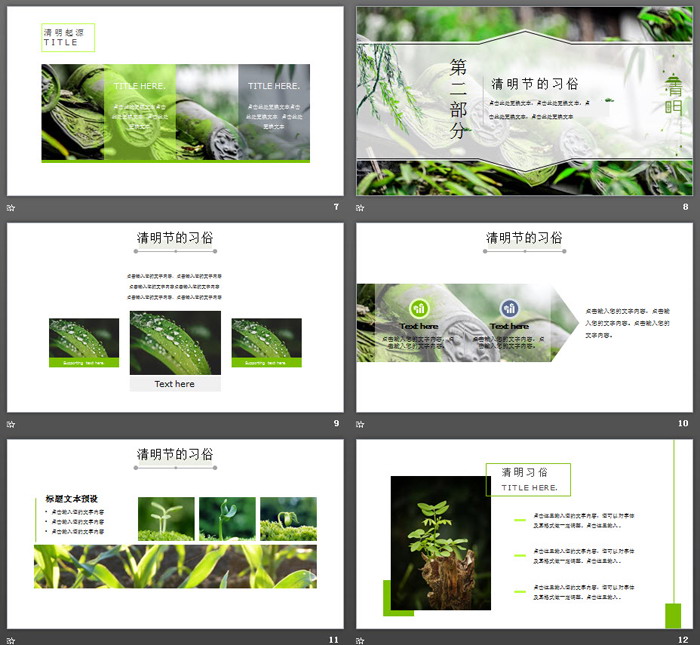 清明起源
TITLE
TITLE HERE.
点击此处更换文本点击
此处更换文本 点击此
处更换文本
TITLE HERE.
点击此处更换文本点击
此处更换文本 点击此
处更换文本
7
第二部分
清明节的习俗
点击此处更换文本、点击此处更换文本、点
击此处更换文本、点击此处更换文本
清明
8
清明节的习俗
点击输入您的文字内容，点击输入您的文字内容
点击输入您的文字内容点击输入您的文字内容
点击输入您的文字内容，点击输入您的文字内容
Supporting text here.
Text here
Supporting text here.
9
清明节的习俗
Text here
点击输入您的文字内容，点
击输入您的文字内容。
Text here
点击输入您的文字内容，点
击输入您的文字内容。
点击输入您的文字内容。点击
输入您的文字内容。点击输入您的
文字内容。
10
清明节的习俗
标题文本预设
• 点击输入您的文字内容
• 点击输入您的文字内容
• 点击输入您的文字内容
11
清明习俗
TITLE HERE.
点击这里输入您的文字内容，您可以对字体
及其格式做一定调整，点击这里输入。
点击这里输入您的文字内容，您可以对字体
及其格式做一定调整，点击这里输入。
点击这里输入您的文字内容，您可以对字体
及其格式做一定调整，点击这里输入。
12